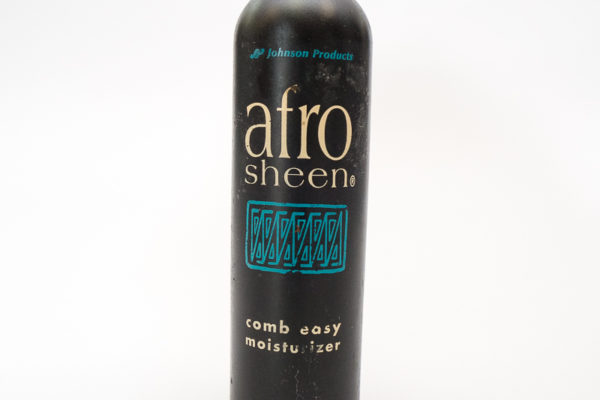 Johnson Products
afro
sheen®
comb easy
moisturizer